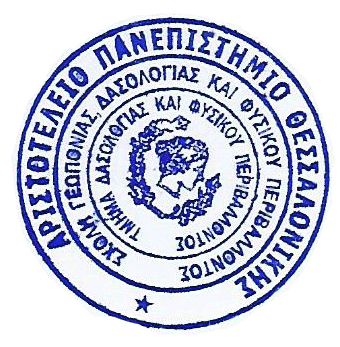 ΑΡΙΣΤΟΤΕΛΕΙΟ ΠΑΝΕΠΙΣΤΗΜΙΟ ΘΕΣΣΑΛΟΝΙΚΗΣ
ΣΧΟΛΗ ΓΕΩΠΟΝΙΑΣ, ΔΑΣΟΛΟΓΙΑΣ ΚΑΙ ΦΥΣΙΚΟΥ ΠΕΡΙΒΑΛΛΟΝΤΟΣ
ΤΜΗΜΑ ΔΑΣΟΛΟΓΙΑΣ ΚΑΙ ΦΥΣΙΚΟΥ ΠΕΡΙΒΑΛΛΟΝΤΟΣ